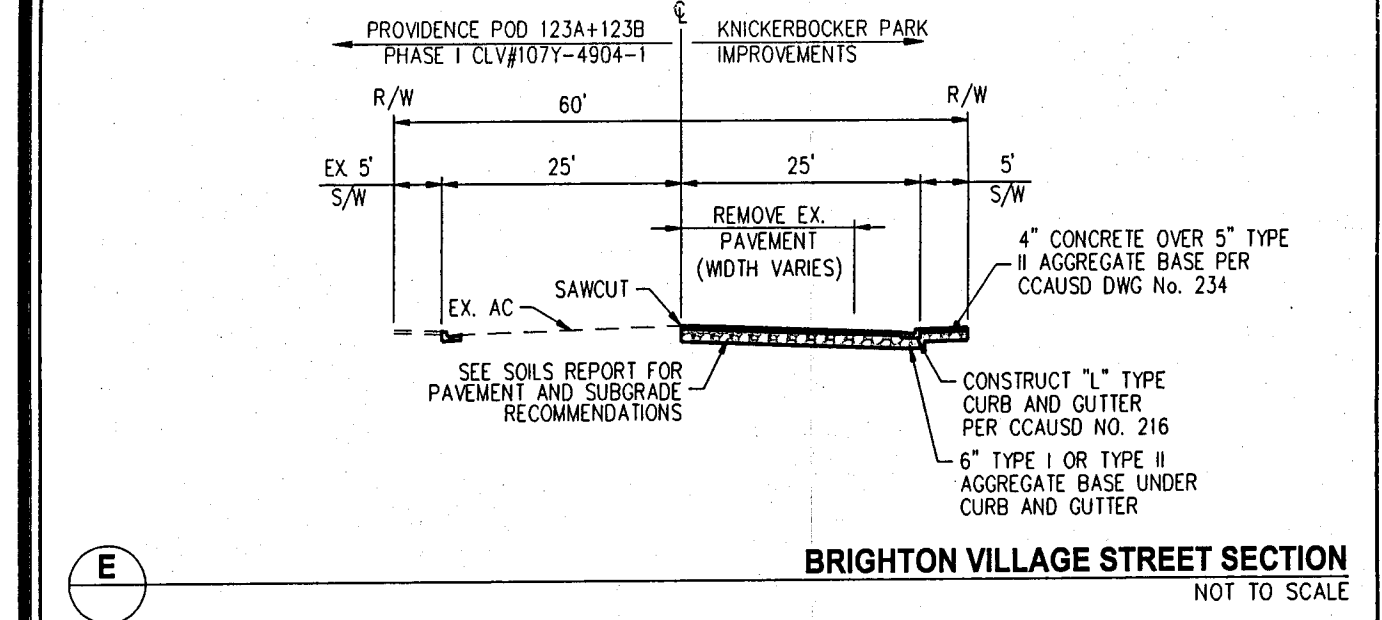 ℄
PROVIDENCE POD 123A+123B
PHASE I CLV#107Y-4904-1
KNICKERBOCKER PARK
IMPROVEMENTS
R/W
60'
R/W
EX. 5'
S/W
25'
25'
5'
S/W
REMOVE EX.
PAVEMENT
(WIDTH VARIES)
4" CONCRETE OVER 5" TYPE
II AGGREGATE BASE PER
CCAUSD DWG No. 234
SAWCUT
EX. AC
SEE SOILS REPORT FOR
PAVEMENT AND SUBGRADE
RECOMMENDATIONS
CONSTRUCT "L" TYPE
CURB AND GUTTER
PER CCAUSD NO. 216
6" TYPE I OR TYPE II
AGGREGATE BASE UNDER
CURB AND GUTTER
E
BRIGHTON VILLAGE STREET SECTION
NOT TO SCALE